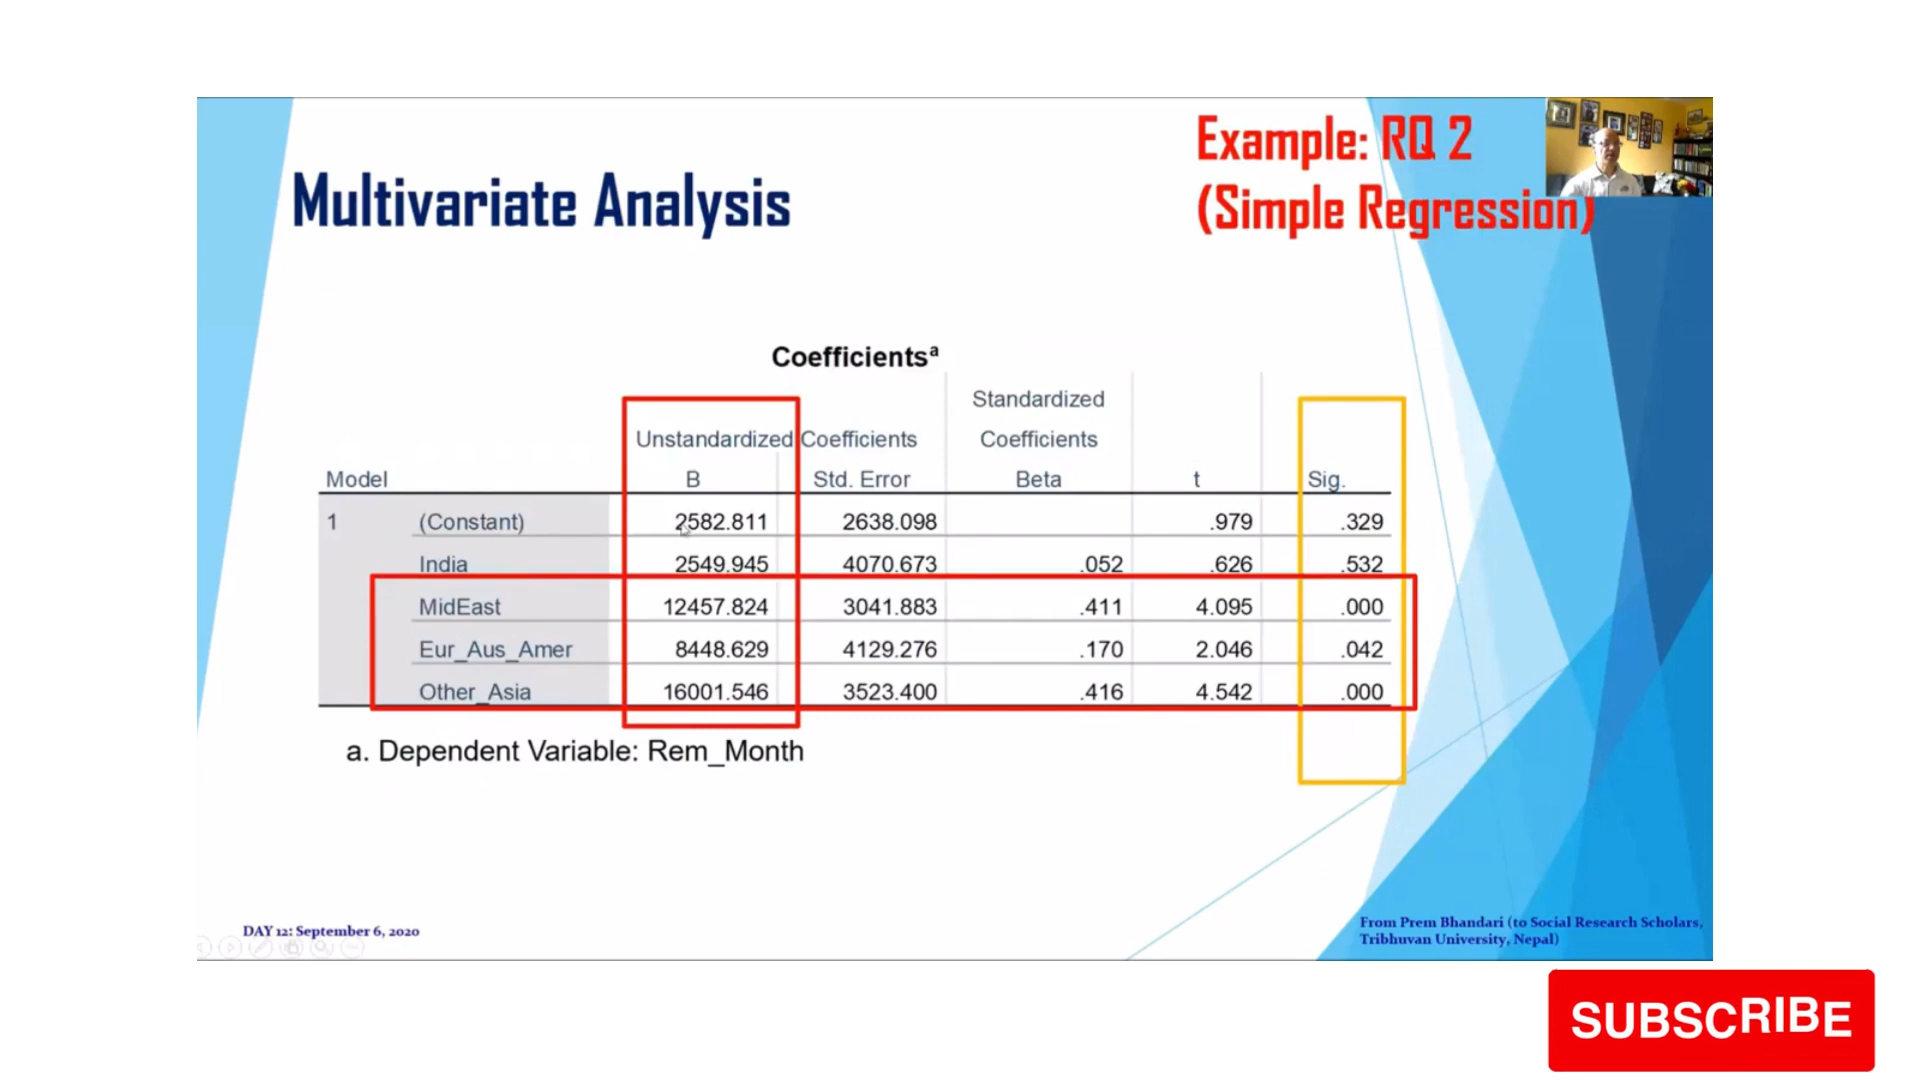 Multivariate Analysis
Example: RQ 2
(Simple Regression)
Coefficientsᵃ
Standardized
Unstandardized Coefficients Coefficients
Model B Std. Error Beta t Sig.
1 (Constant) 2582.811 2638.098 .979 .329
India 2549.945 4070.673 .052 .626 .532
MidEast 12457.824 3041.883 .411 4.095 .000
Eur_Aus_Amer 8448.629 4129.276 .170 2.046 .042
Other_Asia 16001.546 3523.400 .416 4.542 .000
a. Dependent Variable: Rem_Month
DAY 12: September 6, 2020
From Prem Bhandari (to Social Research Scholars,
Tribhuvan University, Nepal)
SUBSCRIBE